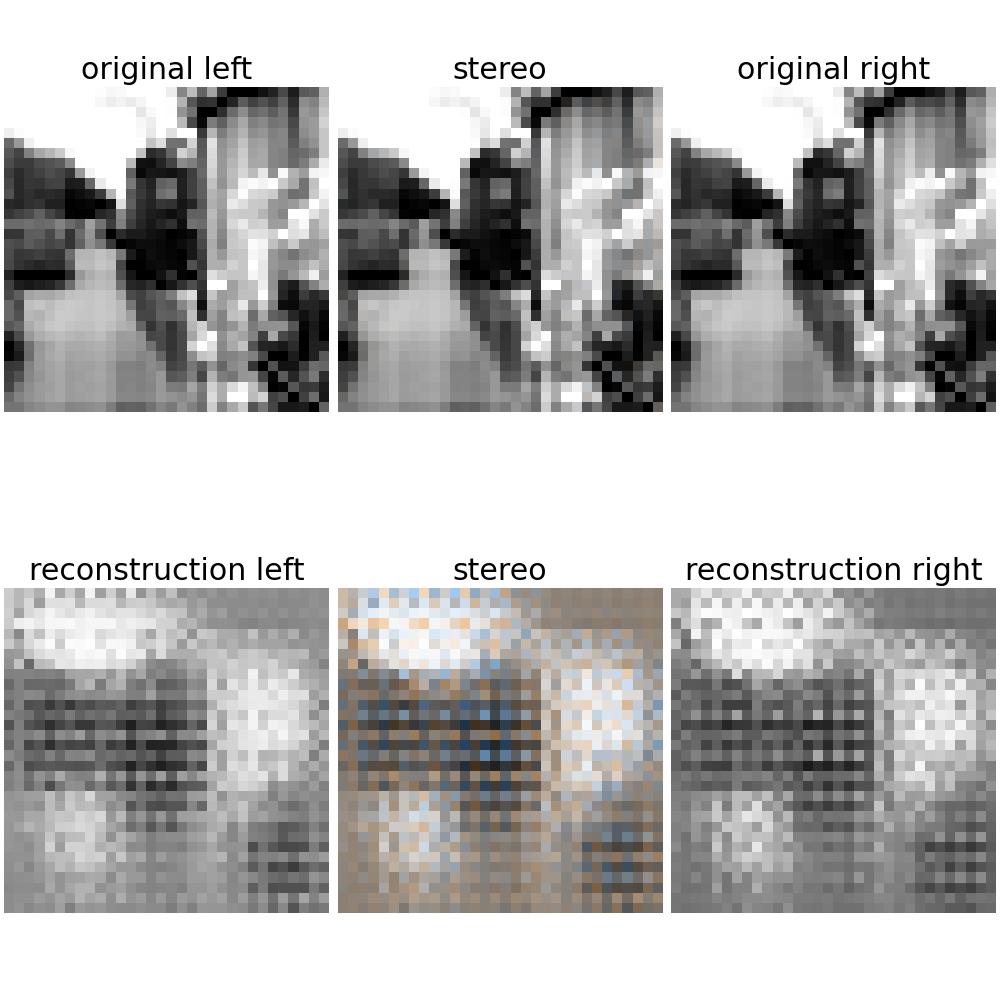 original left
stereo
original right
reconstruction left
stereo
reconstruction right